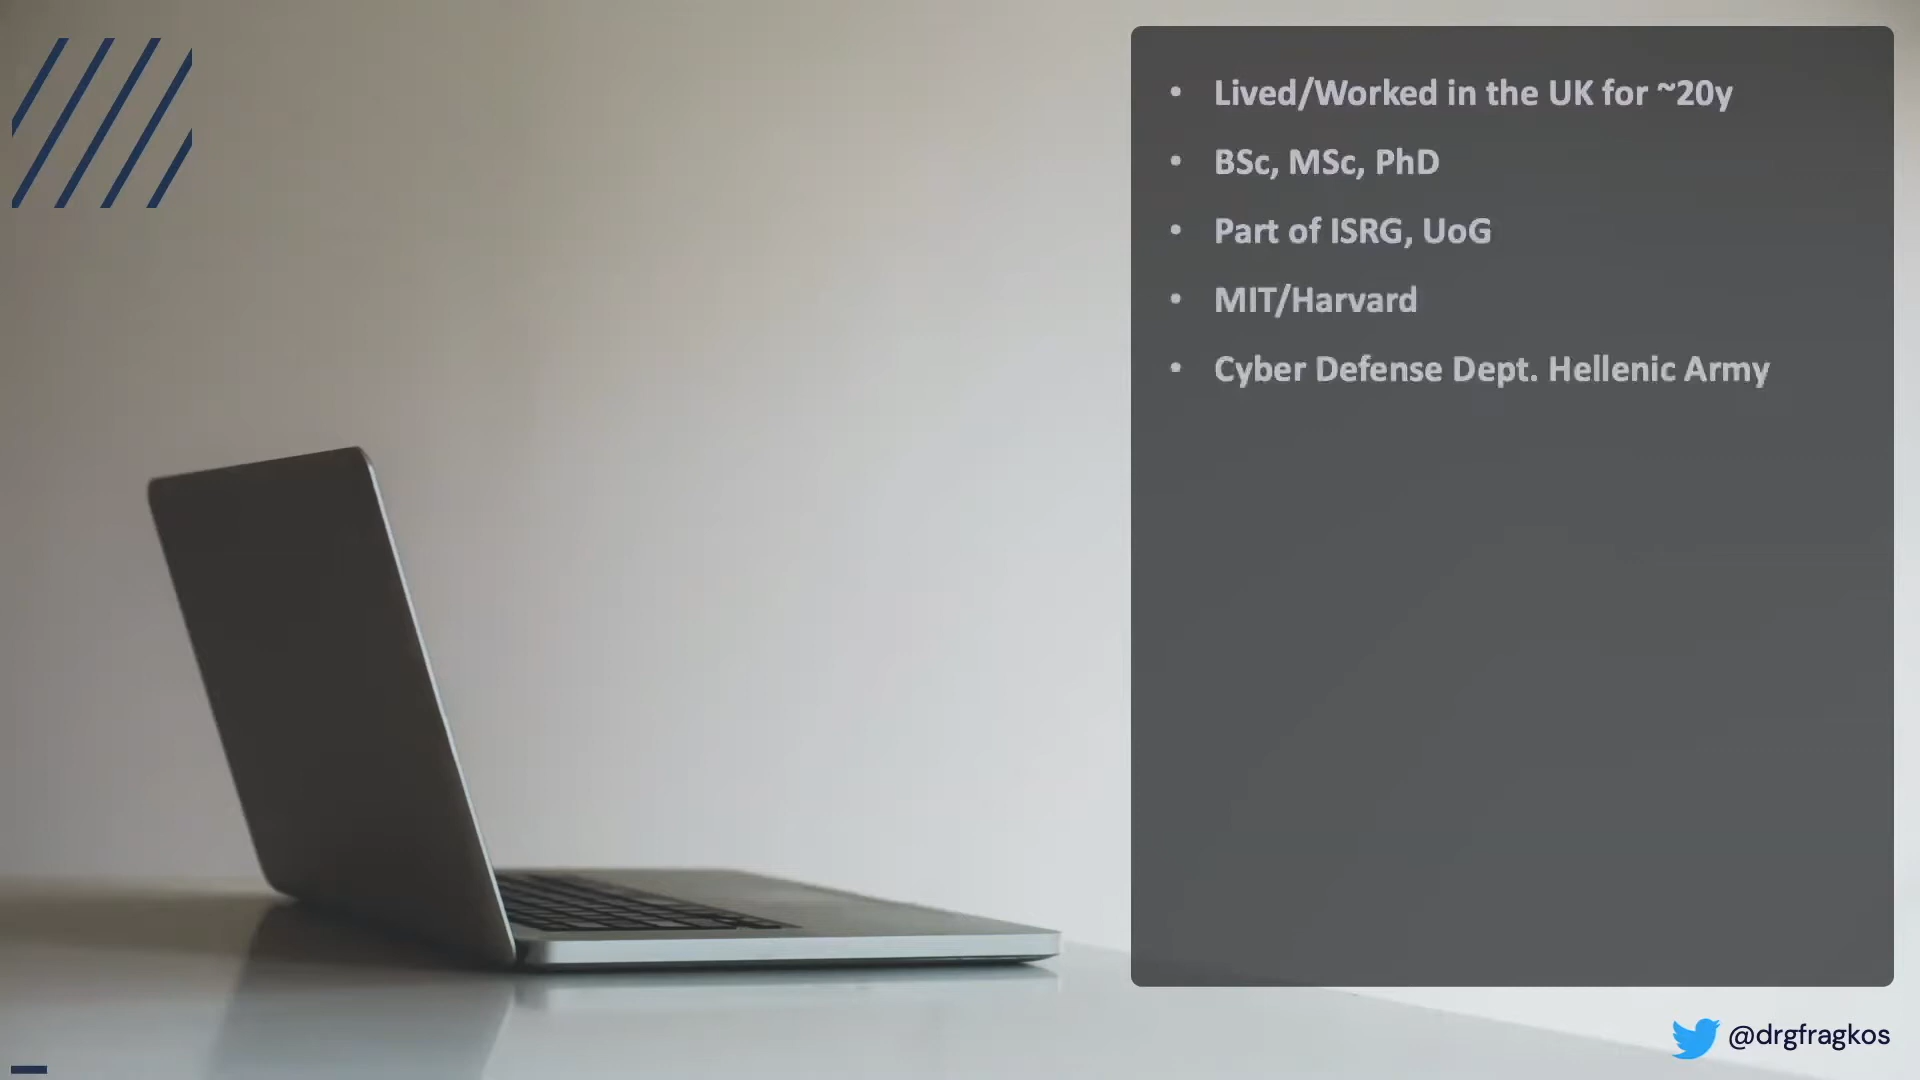 • Lived/Worked in the UK for ~20y
• BSc, MSc, PhD
• Part of ISRG, UoG
• MIT/Harvard
• Cyber Defense Dept. Hellenic Army
@drgfragkos